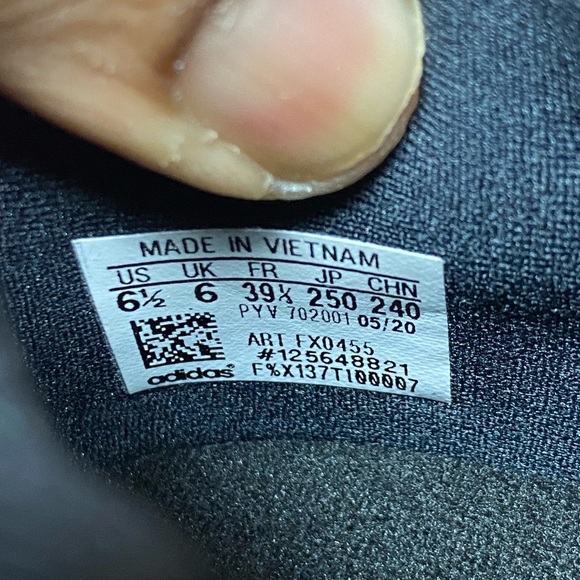 MADE IN VIETNAM
US UK FR JP CHN
6½ 6 39⅓ 250 240
PYV 702001 05/20
ART FX0455
#125648821
adidas® F%X137T100007